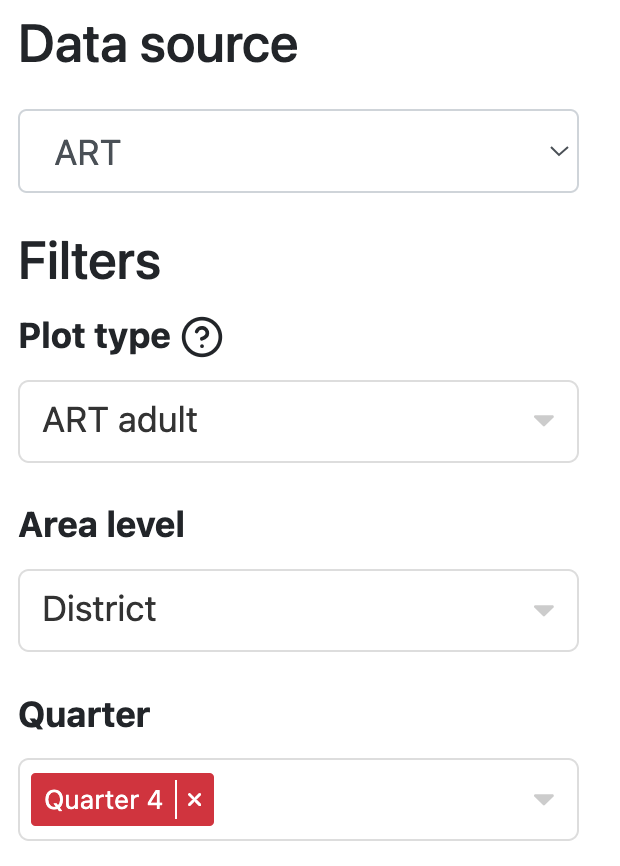 Data source
ART
Filters
Plot type ?
ART adult
Area level
District
Quarter
Quarter 4 ×